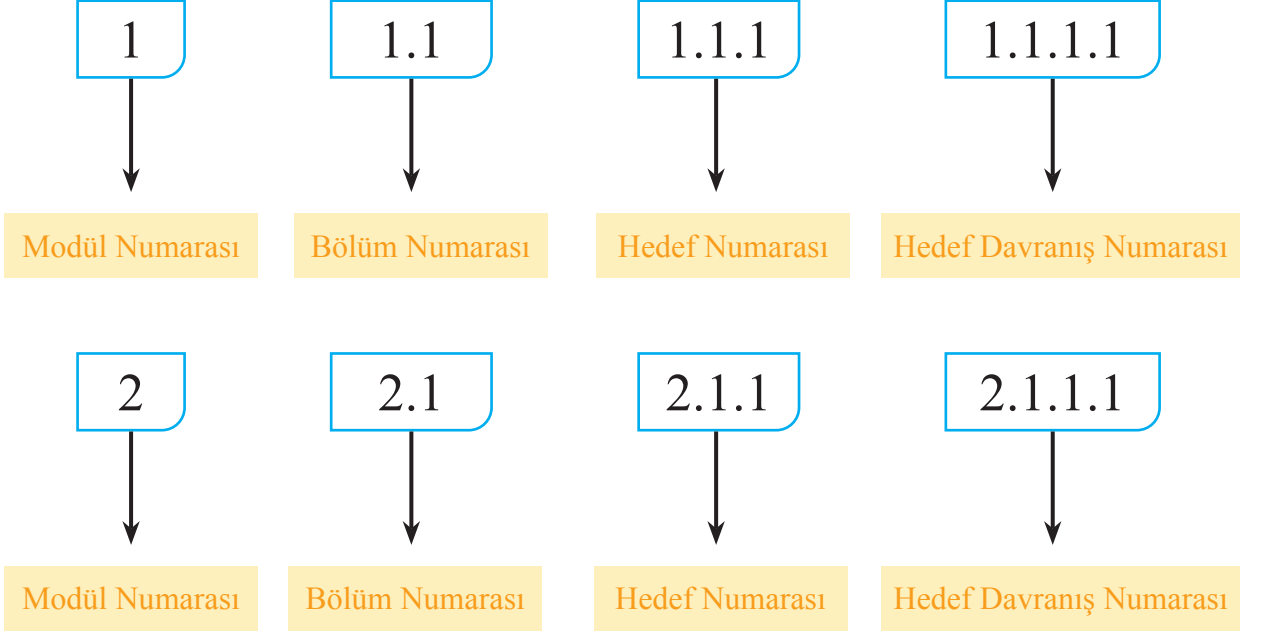 1 1.1 1.1.1 1.1.1.1
Modül Numarası Bölüm Numarası Hedef Numarası Hedef Davranış Numarası
2 2.1 2.1.1 2.1.1.1
Modül Numarası Bölüm Numarası Hedef Numarası Hedef Davranış Numarası